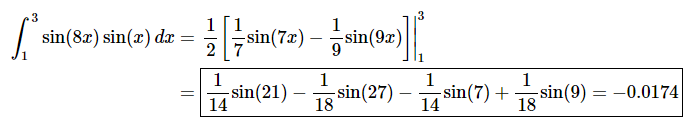 ∫₁³ sin(8x) sin(x) dx = 1/2 [1/7 sin(7x) − 1/9 sin(9x)]|₁³
= 1/14 sin(21) − 1/18 sin(27) − 1/14 sin(7) + 1/18 sin(9) = −0.0174